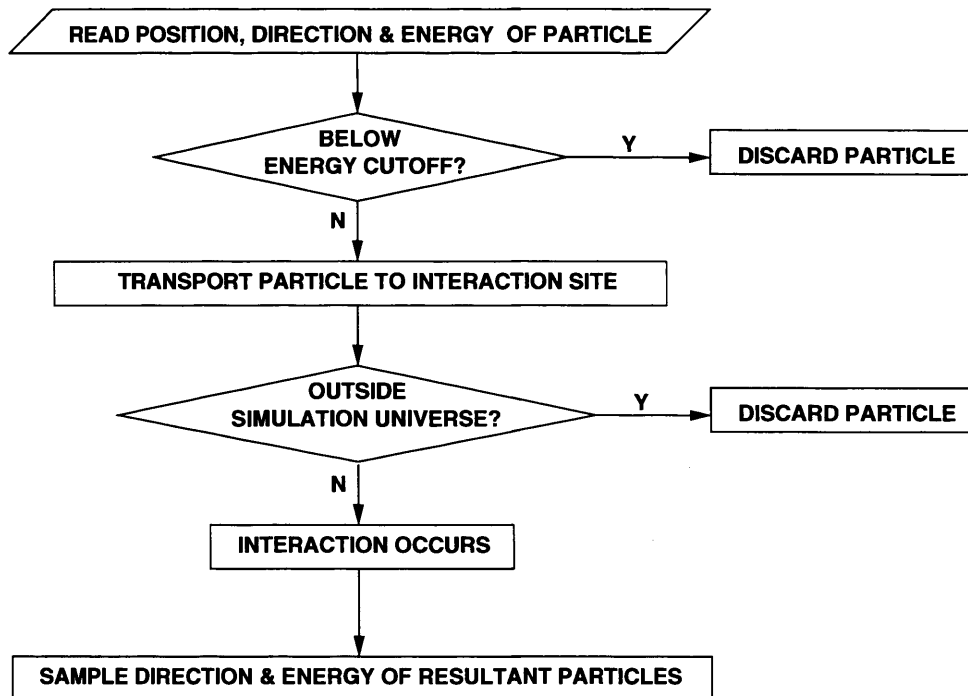 READ POSITION, DIRECTION & ENERGY OF PARTICLE
BELOW
ENERGY CUTOFF?
Y
DISCARD PARTICLE
N
TRANSPORT PARTICLE TO INTERACTION SITE
OUTSIDE
SIMULATION UNIVERSE?
Y
DISCARD PARTICLE
N
INTERACTION OCCURS
SAMPLE DIRECTION & ENERGY OF RESULTANT PARTICLES